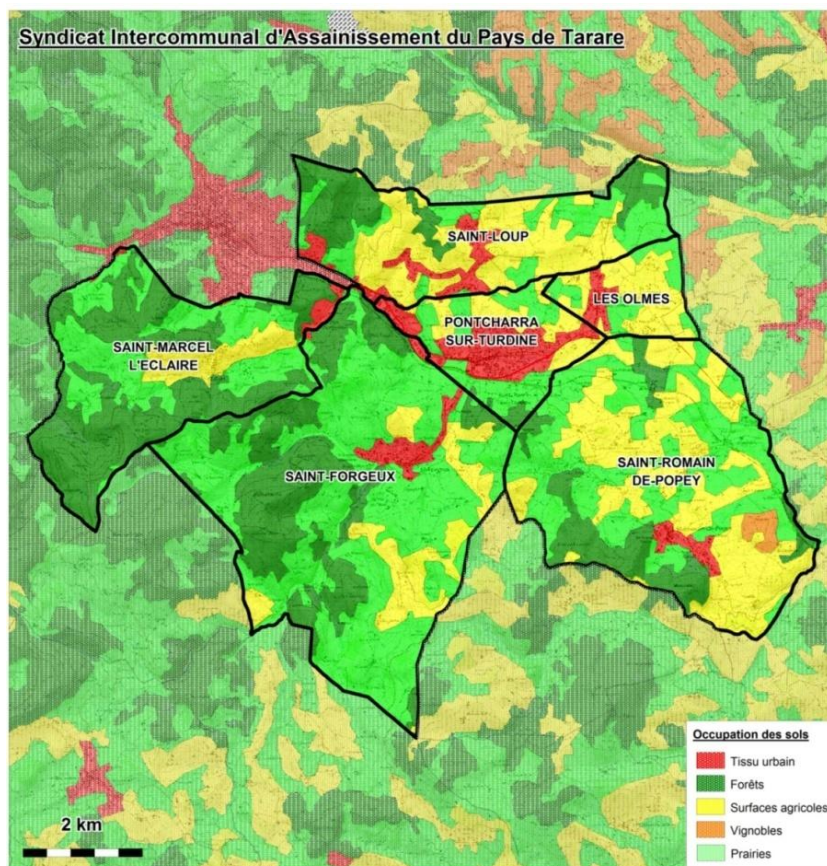 Syndicat Intercommunal d'Assainissement du Pays de Tarare
SAINT-LOUP
LES OLMES
PONTCHARRA
SUR-TURDINE
SAINT-MARCEL
L'ECLAIRE
SAINT-FORGEUX
SAINT-ROMAIN
DE-POPEY
Occupation des sols
Tissu urbain
Forêts
Surfaces agricoles
Vignobles
Prairies
2 km